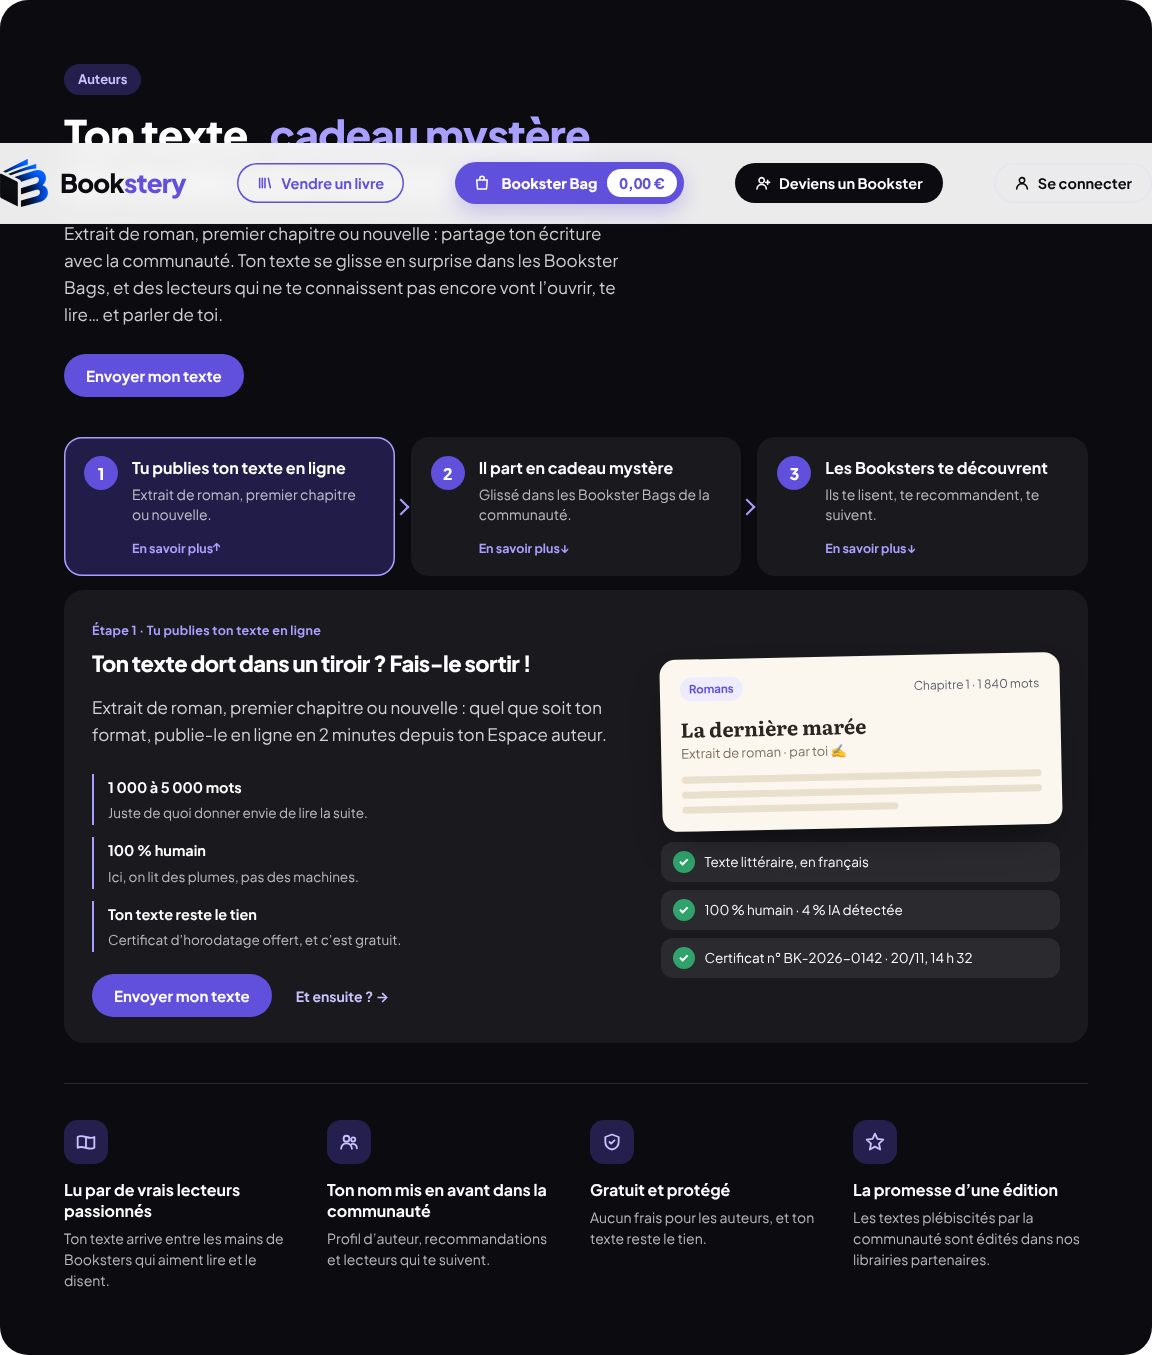 Auteurs
Ton texte, cadeau mystère
Bookstery
Vendre un livre
Bookster Bag
0,00 €
Deviens un Bookster
Se connecter
Extrait de roman, premier chapitre ou nouvelle : partage ton écriture
avec la communauté. Ton texte se glisse en surprise dans les Bookster
Bags, et des lecteurs qui ne te connaissent pas encore vont l’ouvrir, te
lire… et parler de toi.
Envoyer mon texte
1
Tu publies ton texte en ligne
Extrait de roman, premier chapitre
ou nouvelle.
En savoir plus↑
2
Il part en cadeau mystère
Glissé dans les Bookster Bags de la
communauté.
En savoir plus↓
3
Les Booksters te découvrent
Ils te lisent, te recommandent, te
suivent.
En savoir plus↓
Étape 1 · Tu publies ton texte en ligne
Ton texte dort dans un tiroir ? Fais-le sortir !
Extrait de roman, premier chapitre ou nouvelle : quel que soit ton
format, publie-le en ligne en 2 minutes depuis ton Espace auteur.
1 000 à 5 000 mots
Juste de quoi donner envie de lire la suite.
100 % humain
Ici, on lit des plumes, pas des machines.
Ton texte reste le tien
Certificat d’horodatage offert, et c’est gratuit.
Envoyer mon texte
Et ensuite ? →
Romans
Chapitre 1 · 1 840 mots
La dernière marée
Extrait de roman · par toi ✍️
Texte littéraire, en français
100 % humain · 4 % IA détectée
Certificat n° BK-2026-0142 · 20/11, 14 h 32
Lu par de vrais lecteurs
passionnés
Ton texte arrive entre les mains de
Booksters qui aiment lire et le
disent.
Ton nom mis en avant dans la
communauté
Profil d’auteur, recommandations
et lecteurs qui te suivent.
Gratuit et protégé
Aucun frais pour les auteurs, et ton
texte reste le tien.
La promesse d’une édition
Les textes plébiscités par la
communauté sont édités dans nos
librairies partenaires.